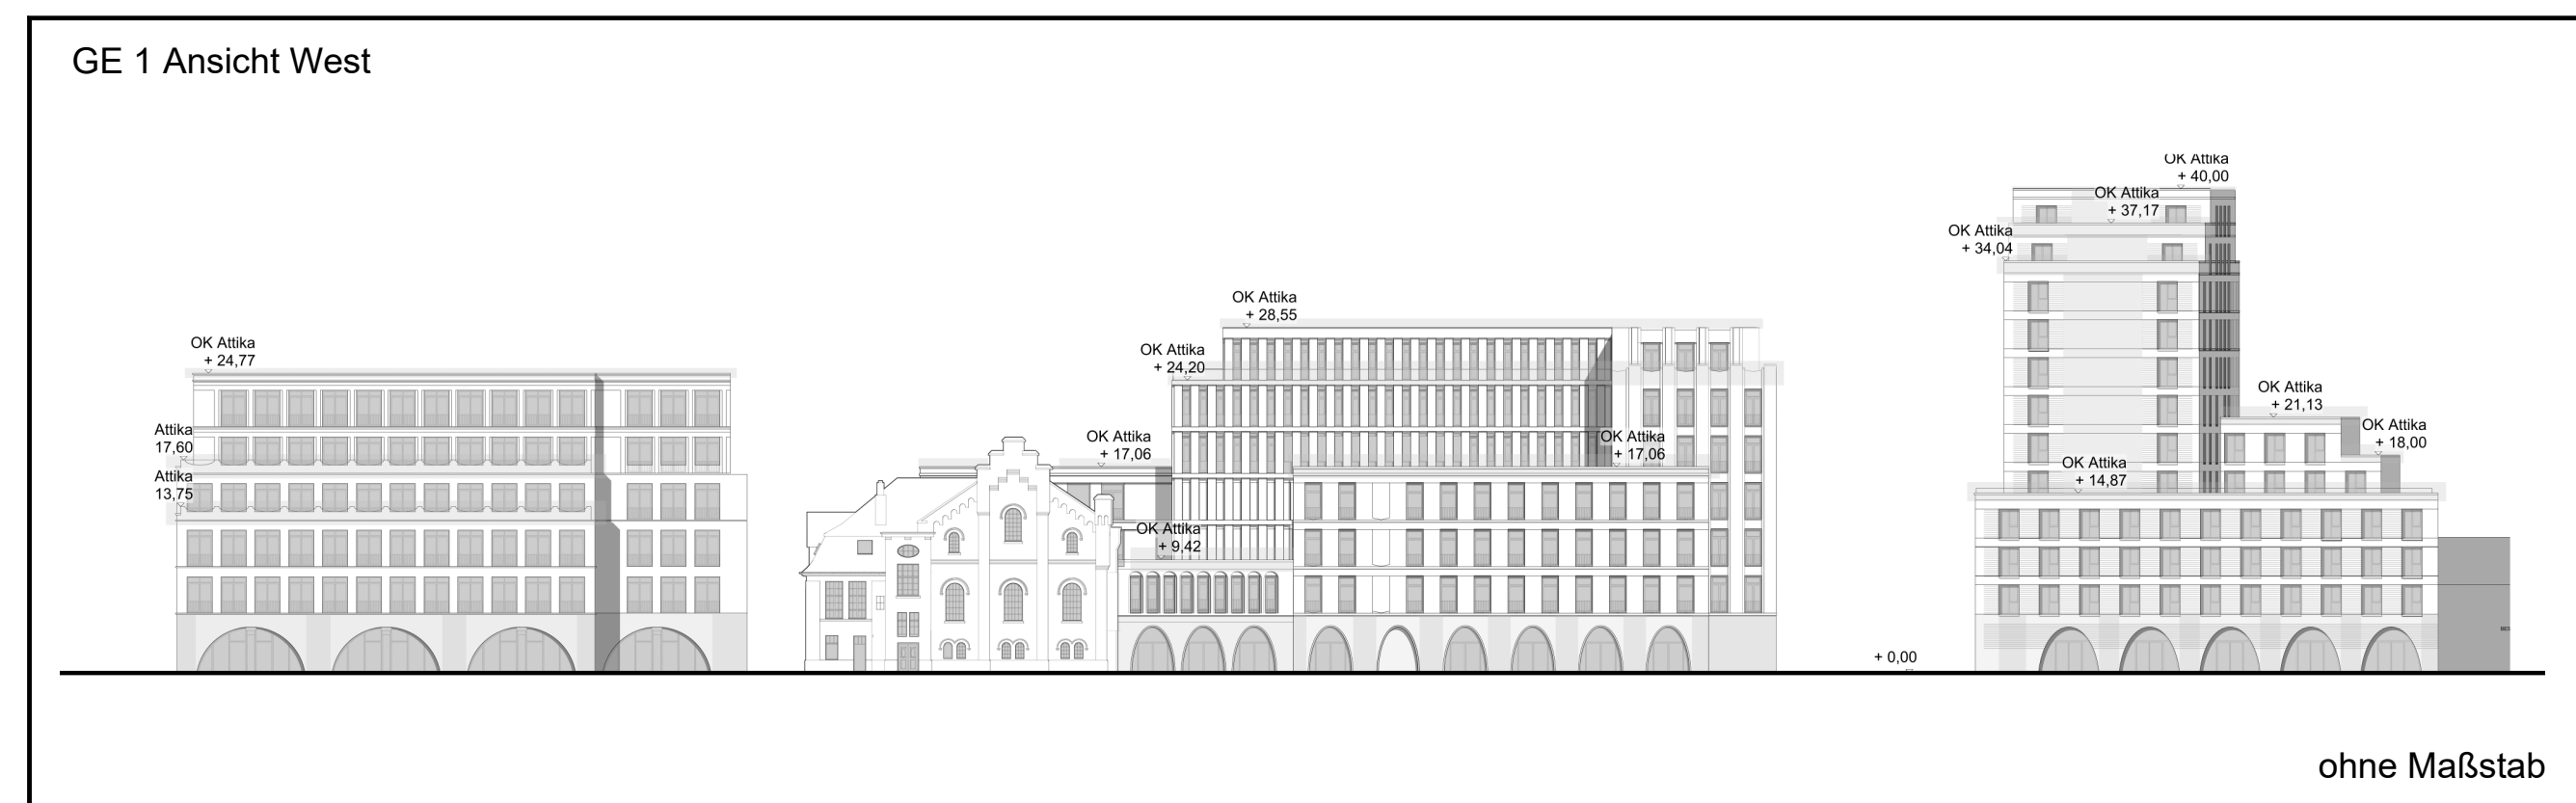 GE 1 Ansicht West
OK Attika
+ 24,77
Attika
17,60
Attika
13,75
OK Attika
+ 17,06
OK Attika
+ 9,42
OK Attika
+ 24,20
OK Attika
+ 28,55
OK Attika
+ 17,06
+ 0,00
OK Attika
+ 34,04
OK Attika
+ 40,00
OK Attika
+ 37,17
OK Attika
+ 14,87
OK Attika
+ 21,13
OK Attika
+ 18,00
ohne Maßstab